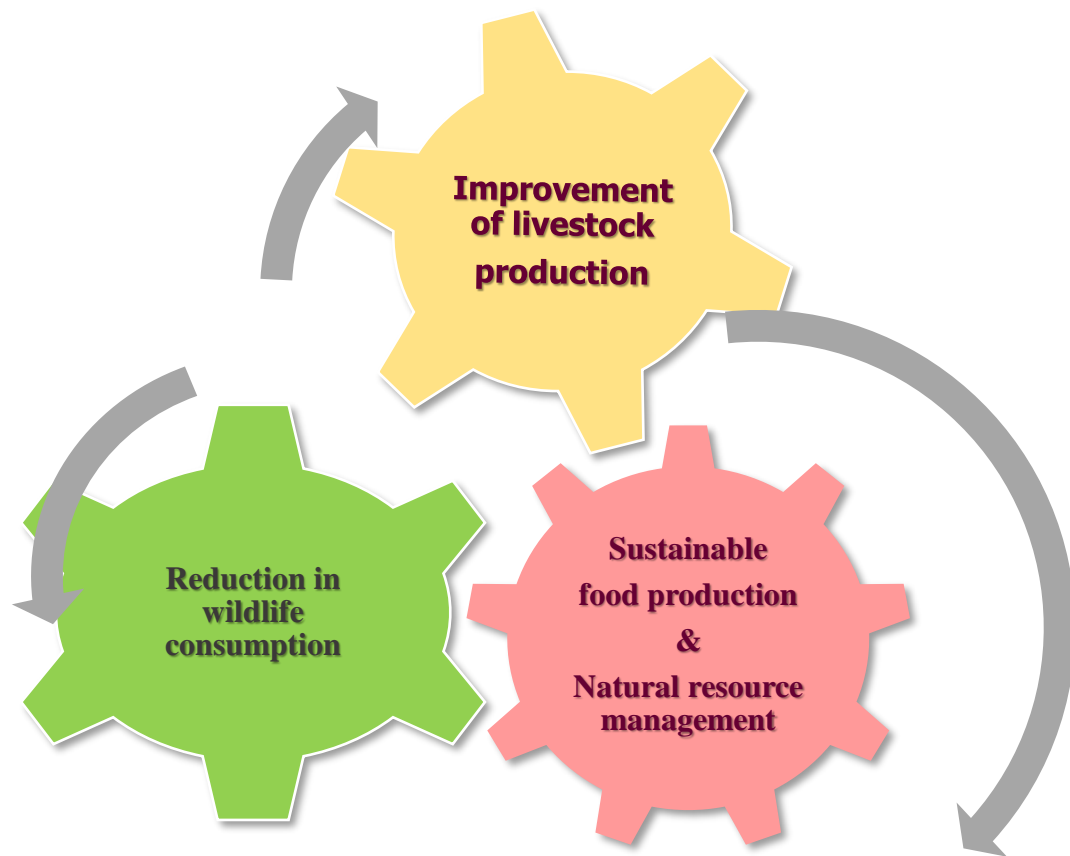 Improvement
of livestock
production
Reduction in
wildlife
consumption
Sustainable
food production
&
Natural resource
management